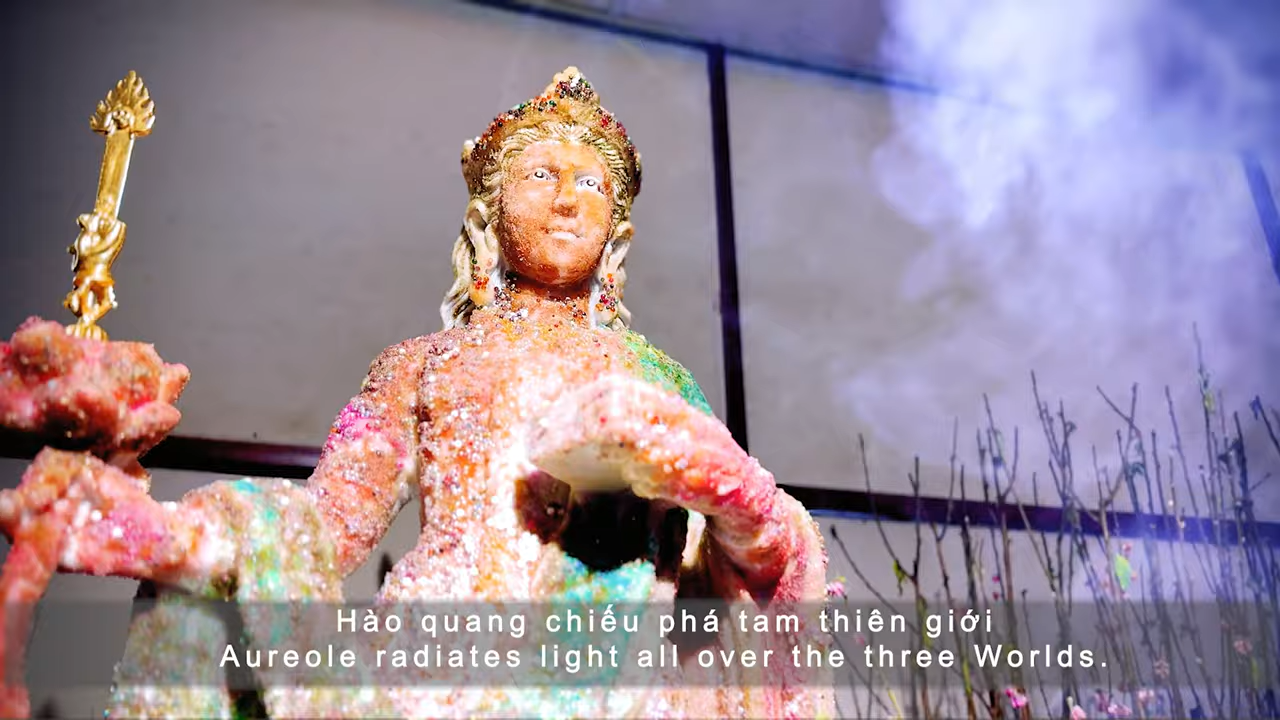 Hào quang chiếu phá tam thiên giới
Aureole radiates light all over the three Worlds.